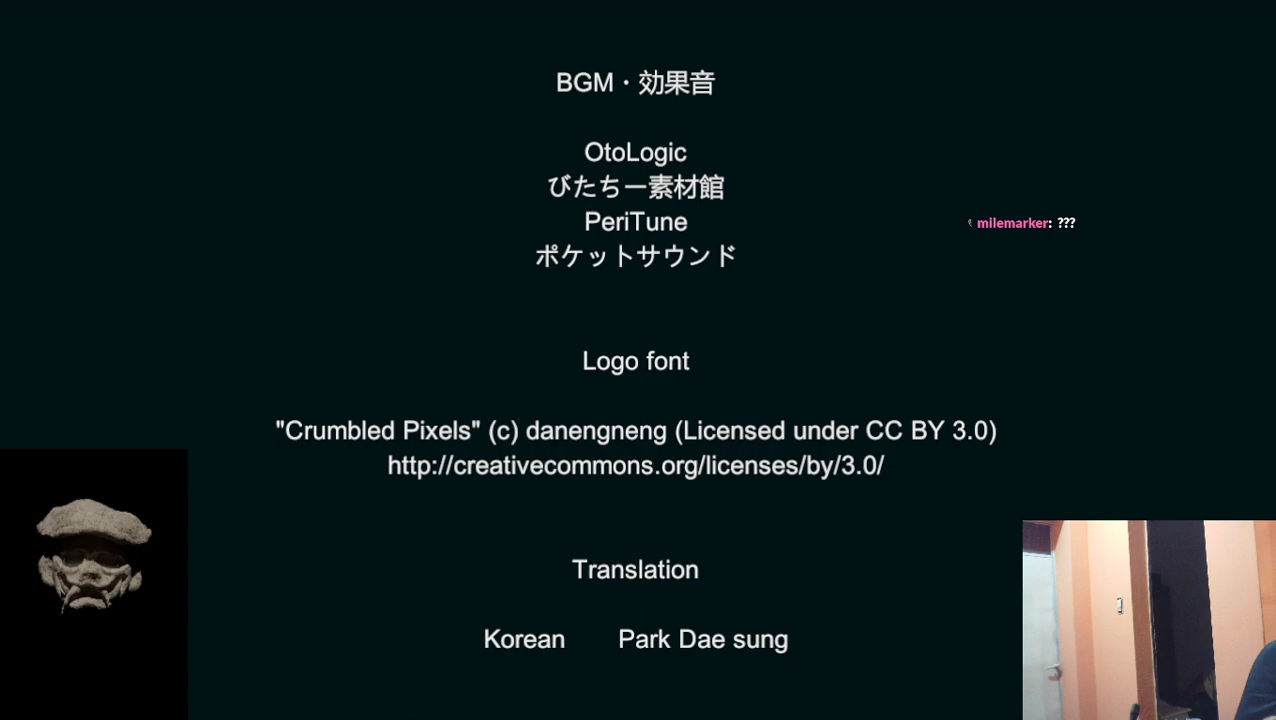 BGM・効果音
OtoLogic
びたちー素材館
PeriTune
milemarker: ???
ポケットサウンド
Logo font
"Crumbled Pixels" (c) danengneng (Licensed under CC BY 3.0)
http://creativecommons.org/licenses/by/3.0/
Translation
Korean Park Dae sung